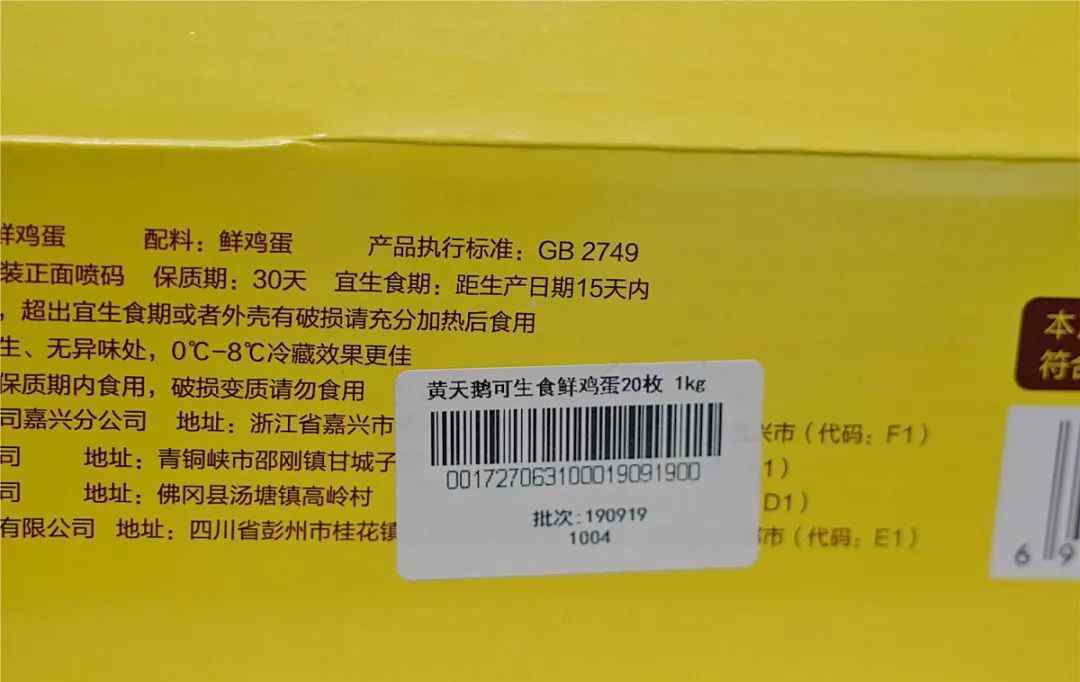 鲜鸡蛋 配料：鲜鸡蛋 产品执行标准：GB 2749
装正面喷码 保质期：30天 宜生食期：距生产日期15天内
，超出宜生食期或者外壳有破损请充分加热后食用
生、无异味处，0℃-8℃冷藏效果更佳
保质期内食用，破损变质请勿食用
司嘉兴分公司 地址：浙江省嘉兴市
兴市（代码：F1）
司 地址：青铜峡市邵刚镇甘城子
1）
司 地址：佛冈县汤塘镇高岭村
D1）
有限公司 地址：四川省彭州市桂花镇
市（代码：E1）
黄天鹅可生食鲜鸡蛋20枚 1kg
001727063100019091900
批次:190919
1004
本
符合
6 9